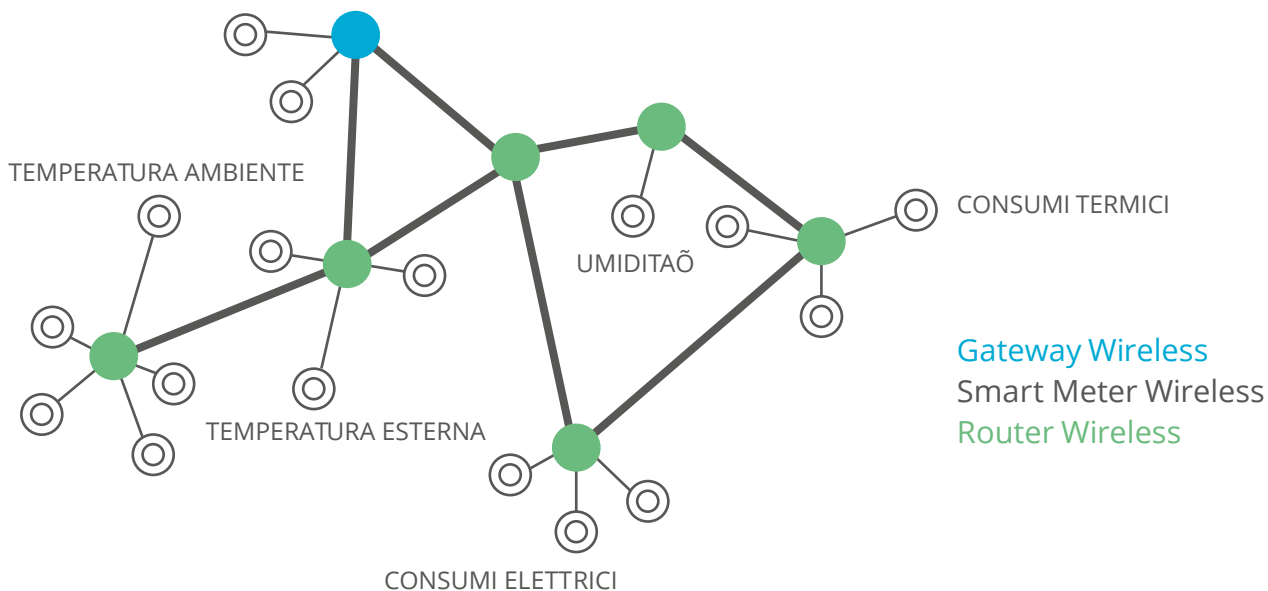 TEMPERATURA AMBIENTE
CONSUMI TERMICI
UMIDITAÕ
Gateway Wireless
Smart Meter Wireless
Router Wireless
TEMPERATURA ESTERNA
CONSUMI ELETTRICI